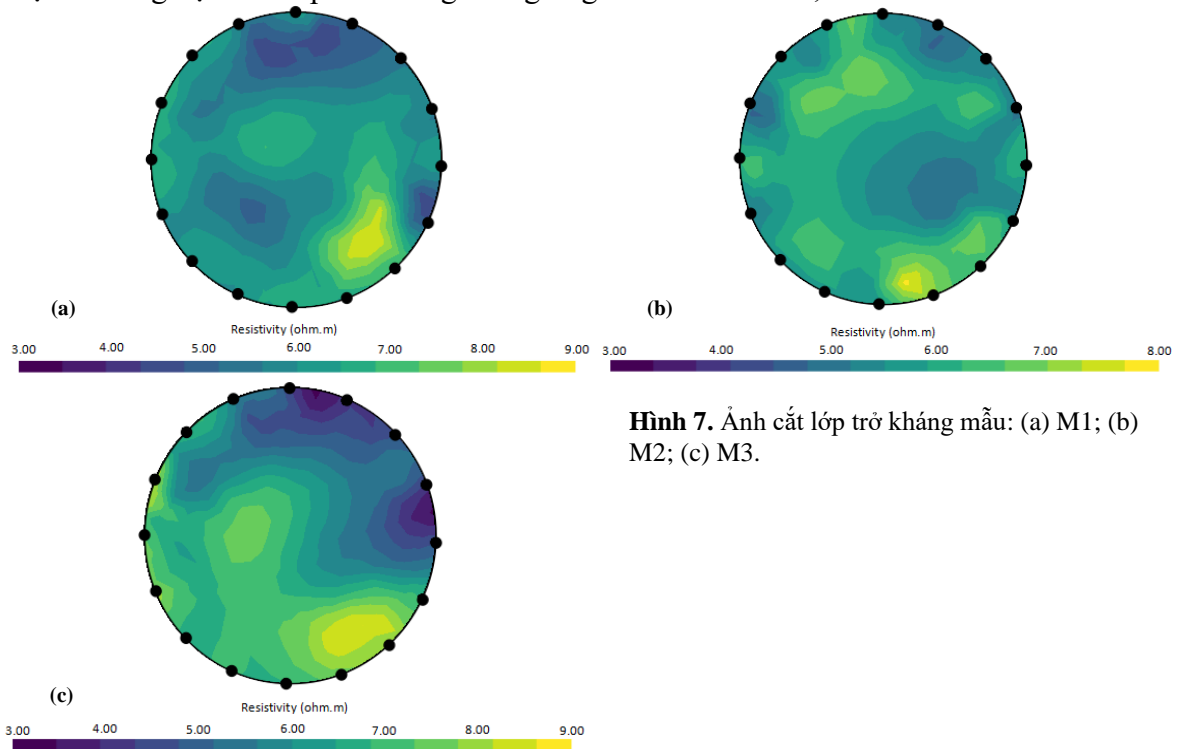 (a)
(b)
Resistivity (ohm.m)
3.00 4.00 5.00 6.00 7.00 8.00 9.00
Resistivity (ohm.m)
3.00 4.00 5.00 6.00 7.00 8.00
Hình 7. Ảnh cắt lớp trở kháng mẫu: (a) M1; (b)
M2; (c) M3.
(c)
Resistivity (ohm.m)
3.00 4.00 5.00 6.00 7.00 8.00 9.00